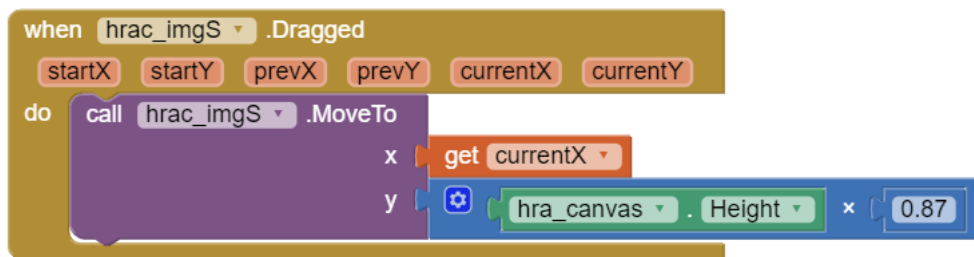 when hrac_imgS .Dragged
startX startY prevX prevY currentX currentY
do call hrac_imgS .MoveTo
x get currentX
y hra_canvas . Height × 0.87